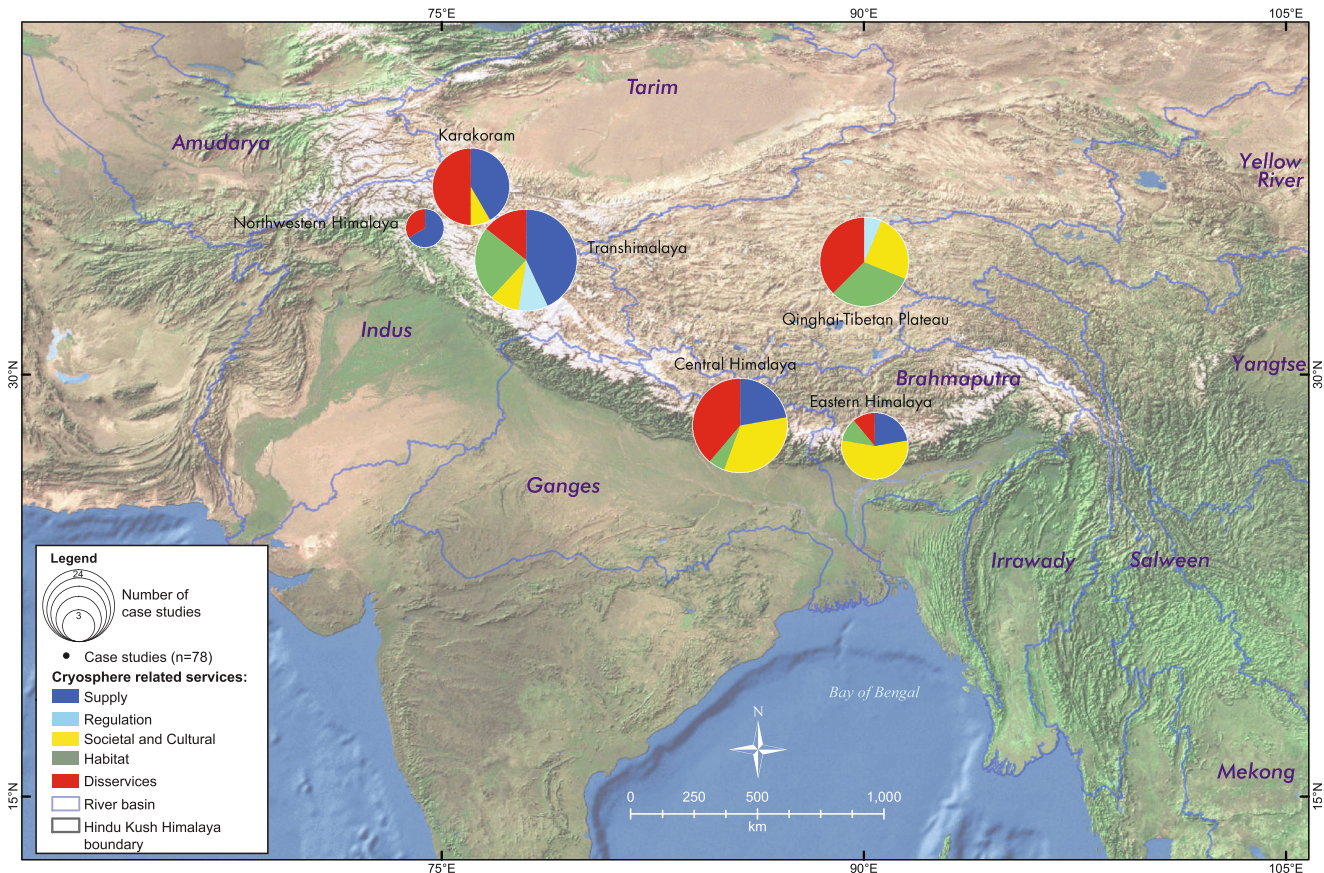 75°E
90°E
105°E
Tarim
Amudarya
Karakoram
Yellow
River
Northwestern Himalaya
Transhimalaya
Qinghai-Tibetan Plateau
Indus
Central Himalaya
Yangtse
30°N
30°N
Brahmaputra
Eastern Himalaya
Ganges
Irrawady
Salween
Legend
24
3
Number of
case studies
Case studies (n=78)
Cryosphere related services:
Supply
Regulation
Societal and Cultural
Habitat
Disservices
River basin
Hindu Kush Himalaya
boundary
Bay of Bengal
N
0 250 500 1,000
km
Mekong
15°N
15°N
75°E
90°E
105°E